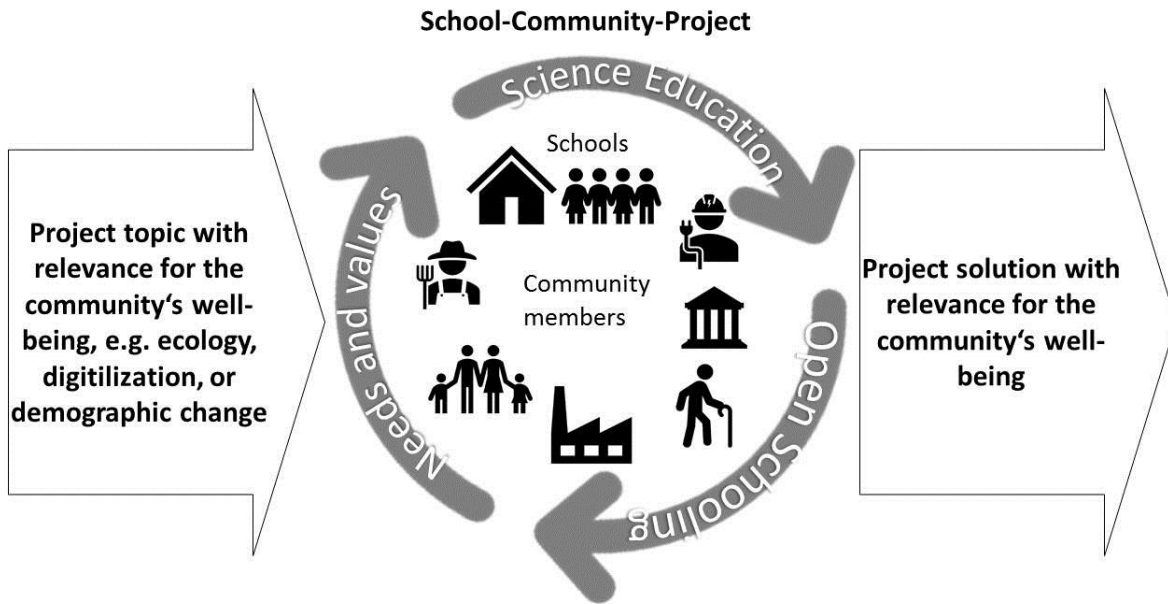 School-Community-Project
Project topic with
relevance for the
community‘s well-
being, e.g. ecology,
digitilization, or
demographic change
Science Education
Open Schooling
Needs and values
Schools
Community
members
Project solution with
relevance for the
community‘s well-
being